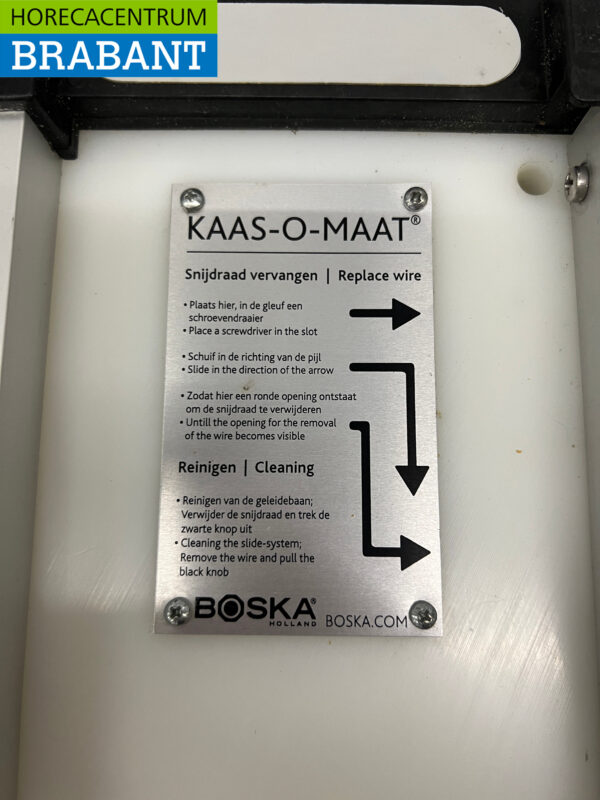 HORECACENTRUM
BRABANT
KAAS-O-MAAT®
Snijdraad vervangen | Replace wire
• Plaats hier, in de gleuf een
schroevendraaier
• Place a screwdriver in the slot
• Schuif in de richting van de pijl
• Slide in the direction of the arrow
• Zodat hier een ronde opening ontstaat
om de snijdraad te verwijderen
• Untill the opening for the removal
of the wire becomes visible
Reinigen | Cleaning
• Reinigen van de geleidebaan;
Verwijder de snijdraad en trek de
zwarte knop uit
• Cleaning the slide-system;
Remove the wire and pull the
black knob
BOSKA®
HOLLAND
BOSKA.COM